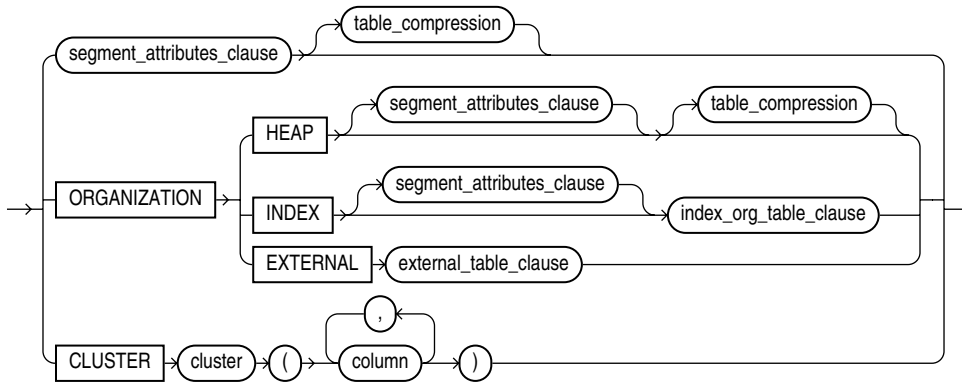 table_compression
segment_attributes_clause
segment_attributes_clause table_compression
HEAP
segment_attributes_clause
ORGANIZATION
INDEX index_org_table_clause
EXTERNAL external_table_clause
,
CLUSTER cluster ( column )